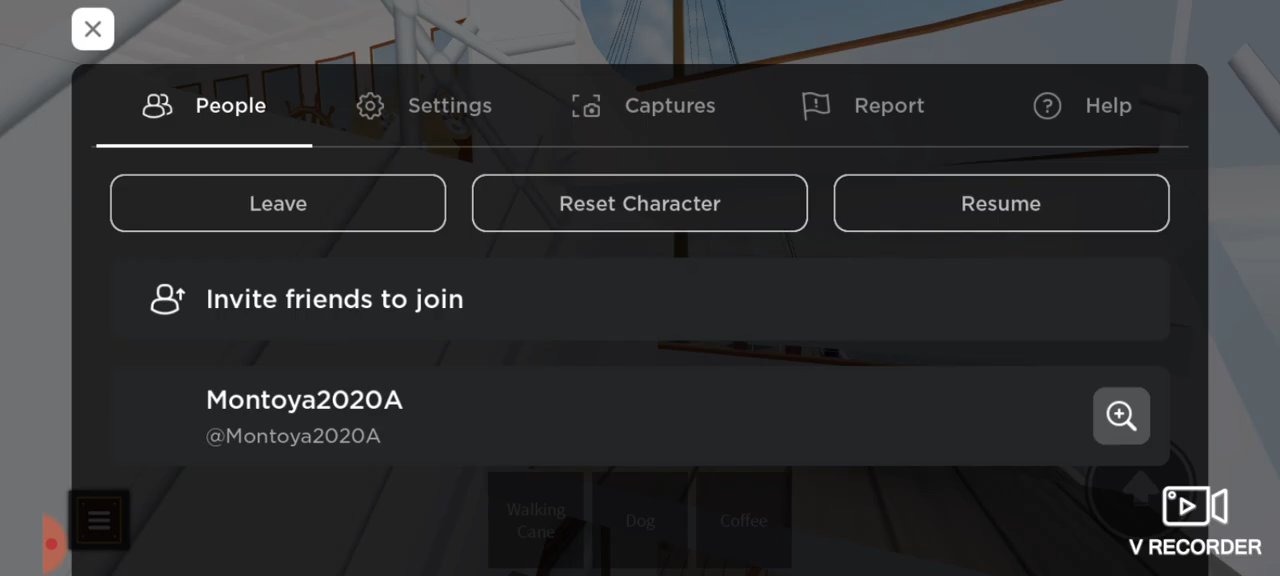 People
Settings
Captures
Report
Help
Leave
Reset Character
Resume
Invite friends to join
Montoya2020A
@Montoya2020A
Walking
Cane
Dog
Coffee
V RECORDER